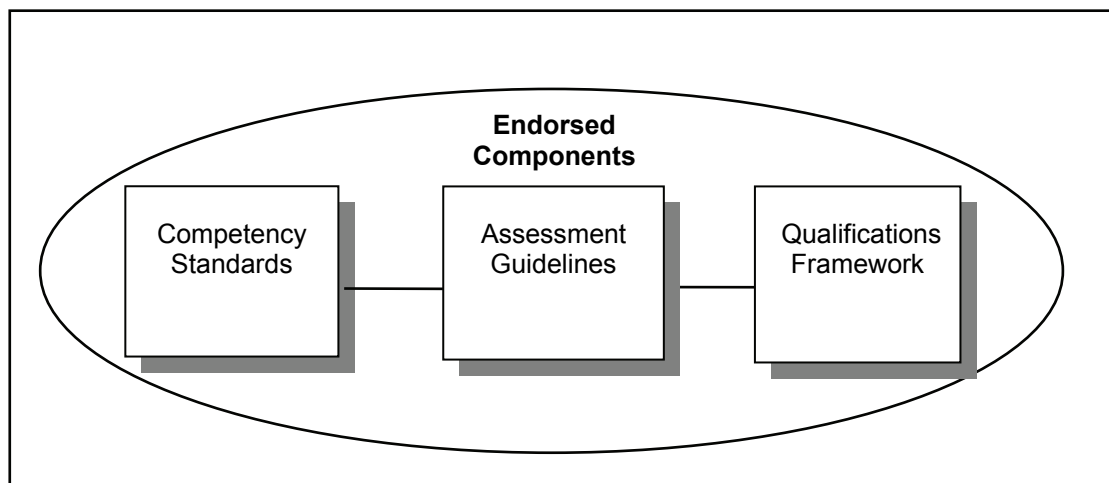 Endorsed
Components
Competency
Standards
Assessment
Guidelines
Qualifications
Framework